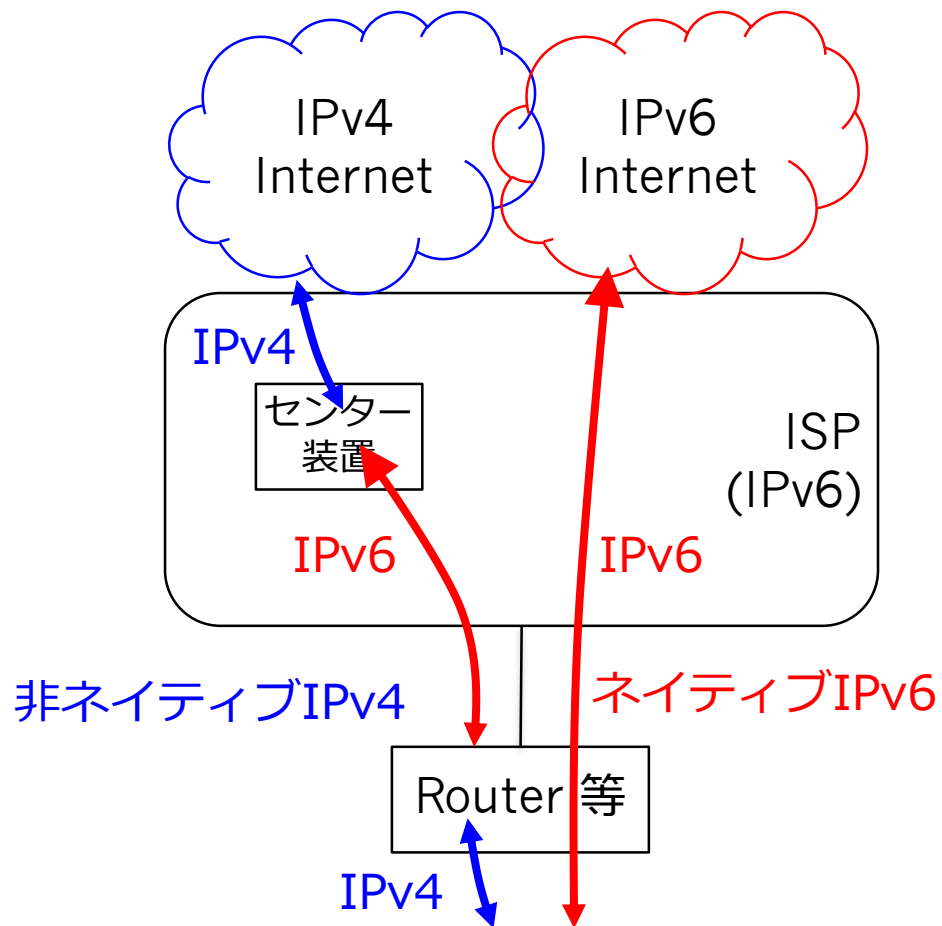 IPv4
Internet
IPv6
Internet
IPv4
センター
装置
ISP
(IPv6)
IPv6
IPv6
非ネイティブIPv4
ネイティブIPv6
Router 等
IPv4